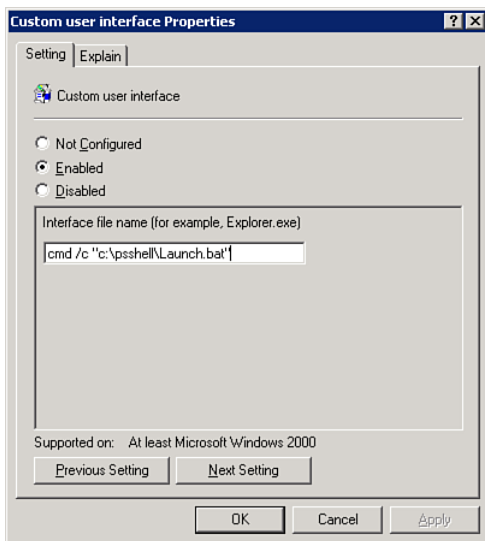 Custom user interface Properties
Setting
Explain
Custom user interface
Not Configured
Enabled
Disabled
Interface file name (for example, Explorer.exe)
cmd /c "c:\psshell\Launch.bat"
Supported on: At least Microsoft Windows 2000
Previous Setting
Next Setting
OK
Cancel
Apply